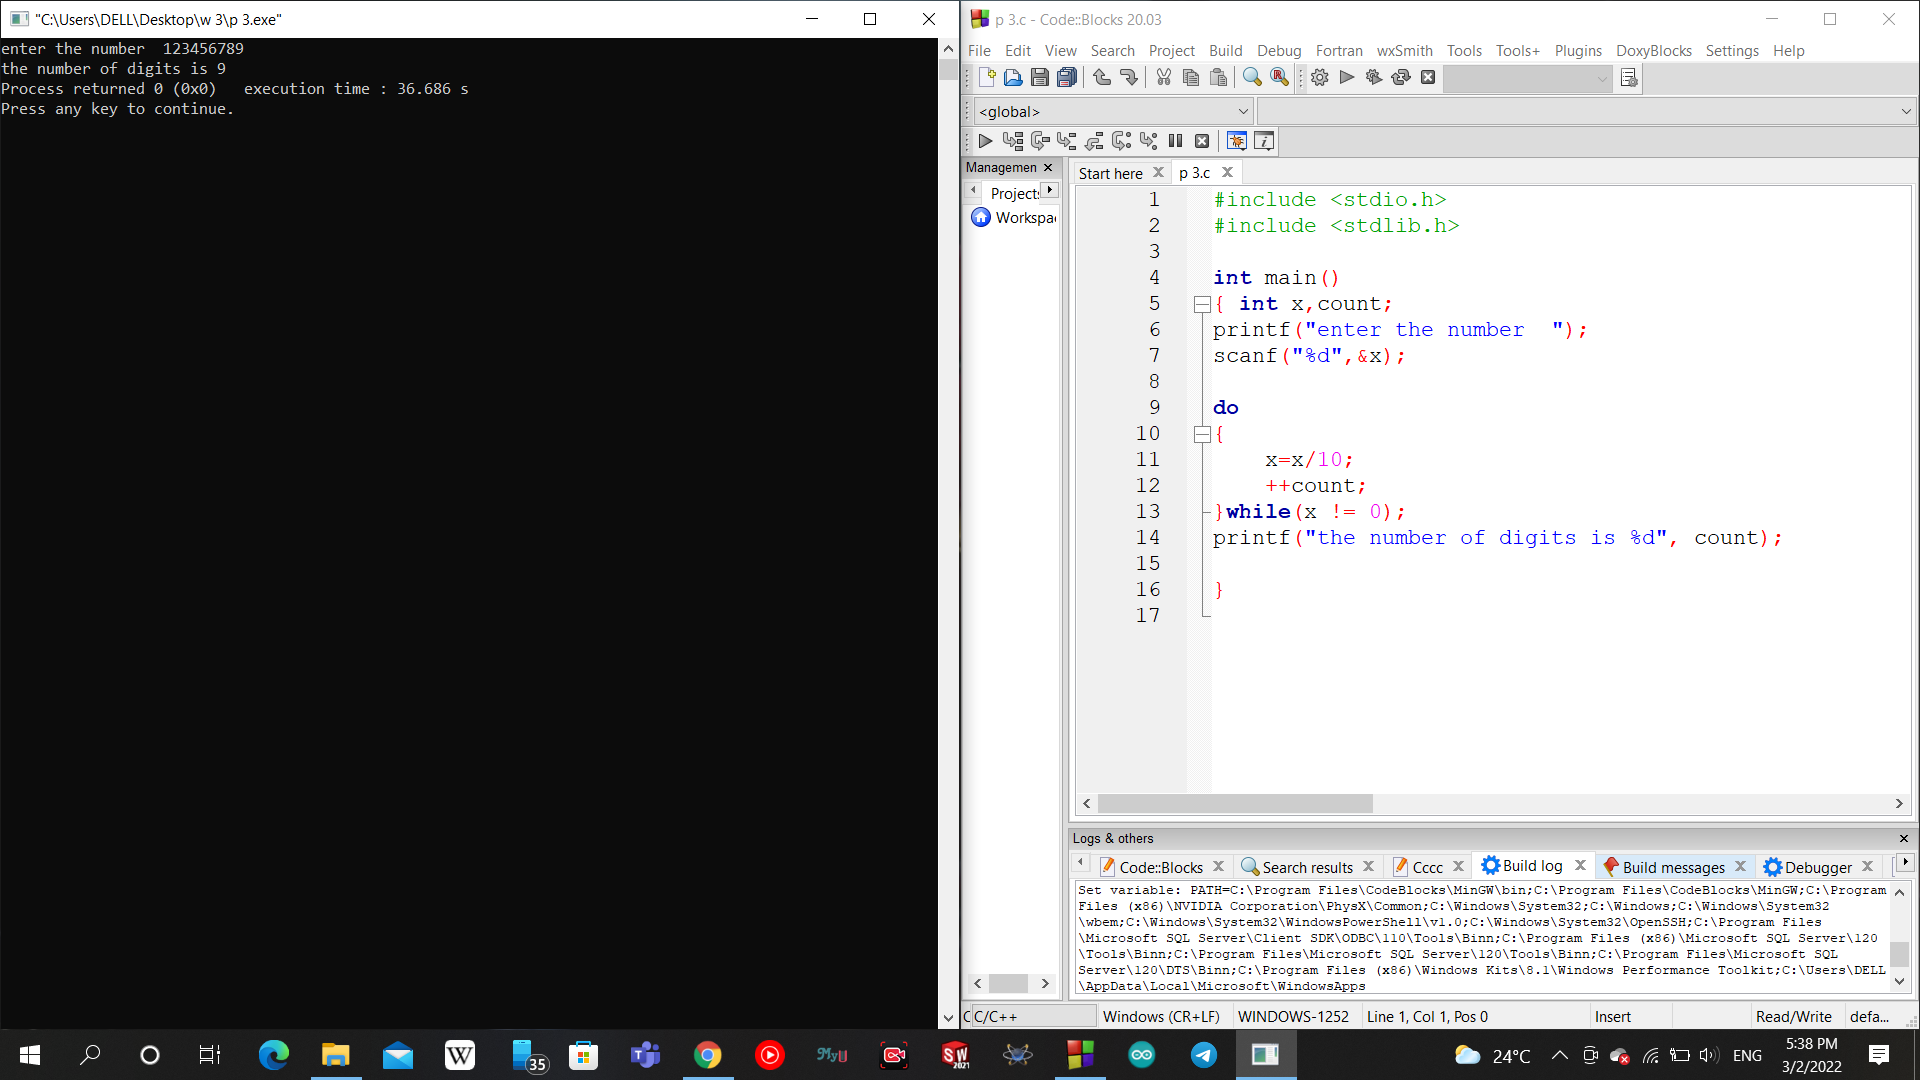 "C:\Users\DELL\Desktop\w 3\p 3.exe"
enter the number  123456789
the number of digits is 9
Process returned 0 (0x0)   execution time : 36.686 s
Press any key to continue.
p 3.c - Code::Blocks 20.03
File Edit View Search Project Build Debug Fortran wxSmith Tools Tools+ Plugins DoxyBlocks Settings Help
<global>
Managemen
Start here p 3.c
Projects
Workspa
1 #include <stdio.h>
2 #include <stdlib.h>
3
4 int main()
5 { int x,count;
6 printf("enter the number  ");
7 scanf("%d",&x);
8
9 do
10 {
11     x=x/10;
12     ++count;
13 }while(x != 0);
14 printf("the number of digits is %d", count);
15
16 }
17
Logs & others
Code::Blocks Search results Cccc Build log Build messages Debugger
Set variable: PATH=C:\Program Files\CodeBlocks\MinGW\bin;C:\Program Files\CodeBlocks\MinGW;C:\Program
Files (x86)\NVIDIA Corporation\PhysX\Common;C:\Windows\System32;C:\Windows;C:\Windows\System32
\wbem;C:\Windows\System32\WindowsPowerShell\v1.0;C:\Windows\System32\OpenSSH;C:\Program Files
\Microsoft SQL Server\Client SDK\ODBC\110\Tools\Binn;C:\Program Files (x86)\Microsoft SQL Server\120
\Tools\Binn;C:\Program Files\Microsoft SQL Server\120\Tools\Binn;C:\Program Files\Microsoft SQL
Server\120\DTS\Binn;C:\Program Files (x86)\Windows Kits\8.1\Windows Performance Toolkit;C:\Users\DELL
\AppData\Local\Microsoft\WindowsApps
C C/C++ Windows (CR+LF) WINDOWS-1252 Line 1, Col 1, Pos 0 Insert Read/Write defa...
W 35 MyU SW 2021 24°C ENG
5:38 PM
3/2/2022